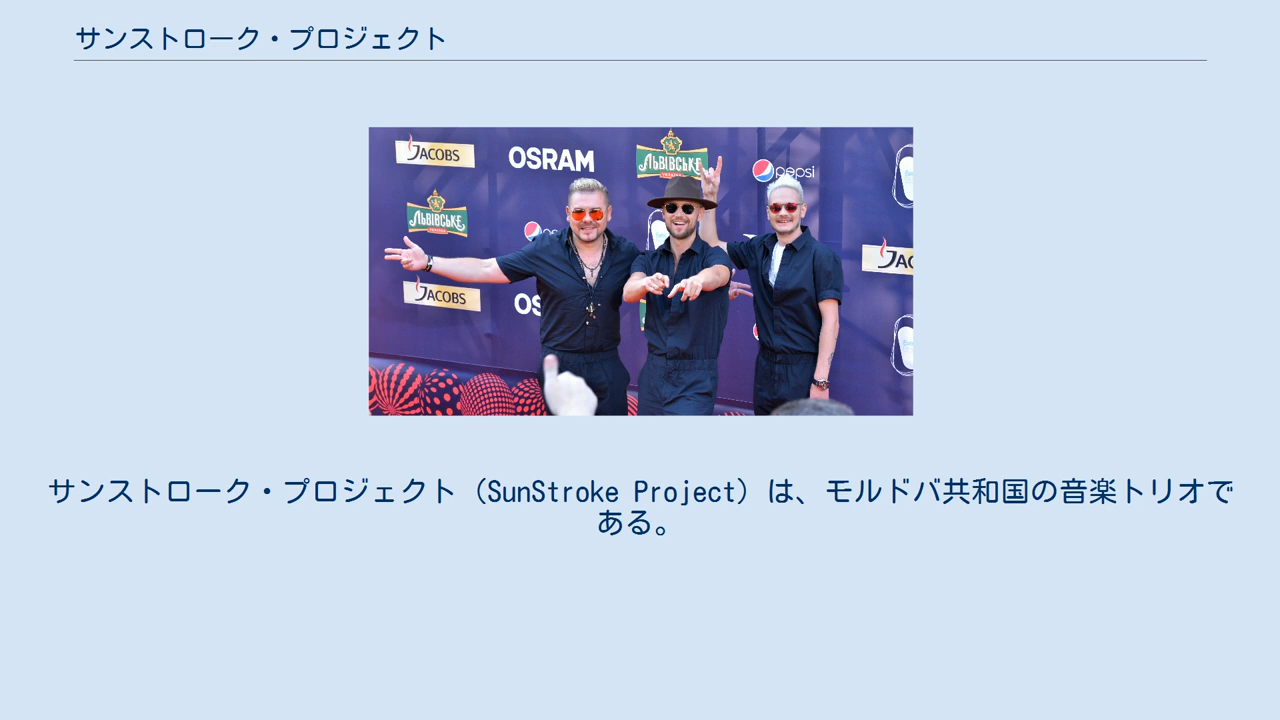 サンストローク・プロジェクト
JACOBS
OSRAM
ЛЬВІВСЬКЕ
pepsi
ЛЬВІВСЬКЕ
JAC
JACOBS
OS
サンストローク・プロジェクト（SunStroke Project）は、モルドバ共和国の音楽トリオで
ある。